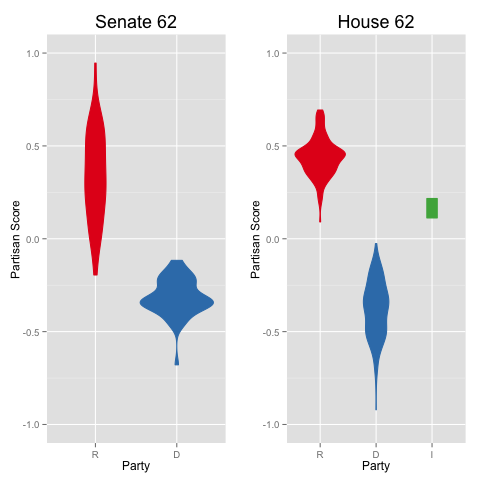 Senate 62
1.0
0.5
0.0
-0.5
-1.0
Partisan Score
R D
Party
House 62
1.0
0.5
0.0
-0.5
-1.0
Partisan Score
R D I
Party